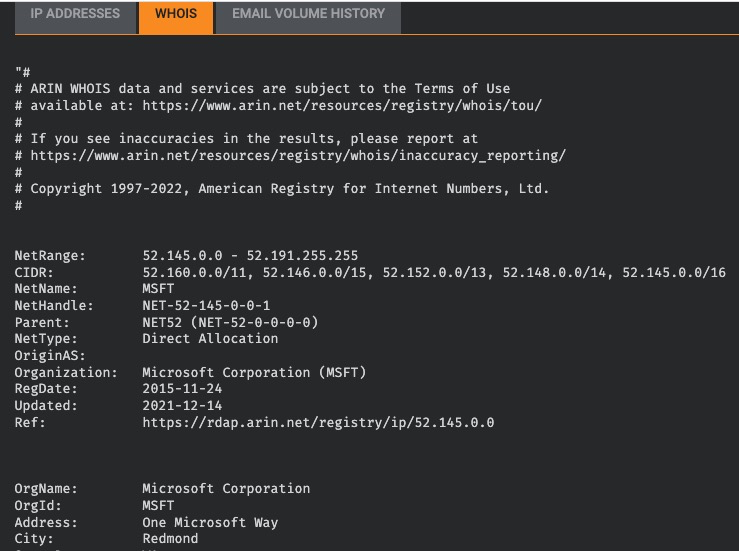 IP ADDRESSES WHOIS EMAIL VOLUME HISTORY
"#
# ARIN WHOIS data and services are subject to the Terms of Use
# available at: https://www.arin.net/resources/registry/whois/tou/
#
# If you see inaccuracies in the results, please report at
# https://www.arin.net/resources/registry/whois/inaccuracy_reporting/
#
# Copyright 1997-2022, American Registry for Internet Numbers, Ltd.
#
NetRange: 52.145.0.0 - 52.191.255.255
CIDR: 52.160.0.0/11, 52.146.0.0/15, 52.152.0.0/13, 52.148.0.0/14, 52.145.0.0/16
NetName: MSFT
NetHandle: NET-52-145-0-0-1
Parent: NET52 (NET-52-0-0-0-0)
NetType: Direct Allocation
OriginAS:
Organization: Microsoft Corporation (MSFT)
RegDate: 2015-11-24
Updated: 2021-12-14
Ref: https://rdap.arin.net/registry/ip/52.145.0.0
OrgName: Microsoft Corporation
OrgId: MSFT
Address: One Microsoft Way
City: Redmond